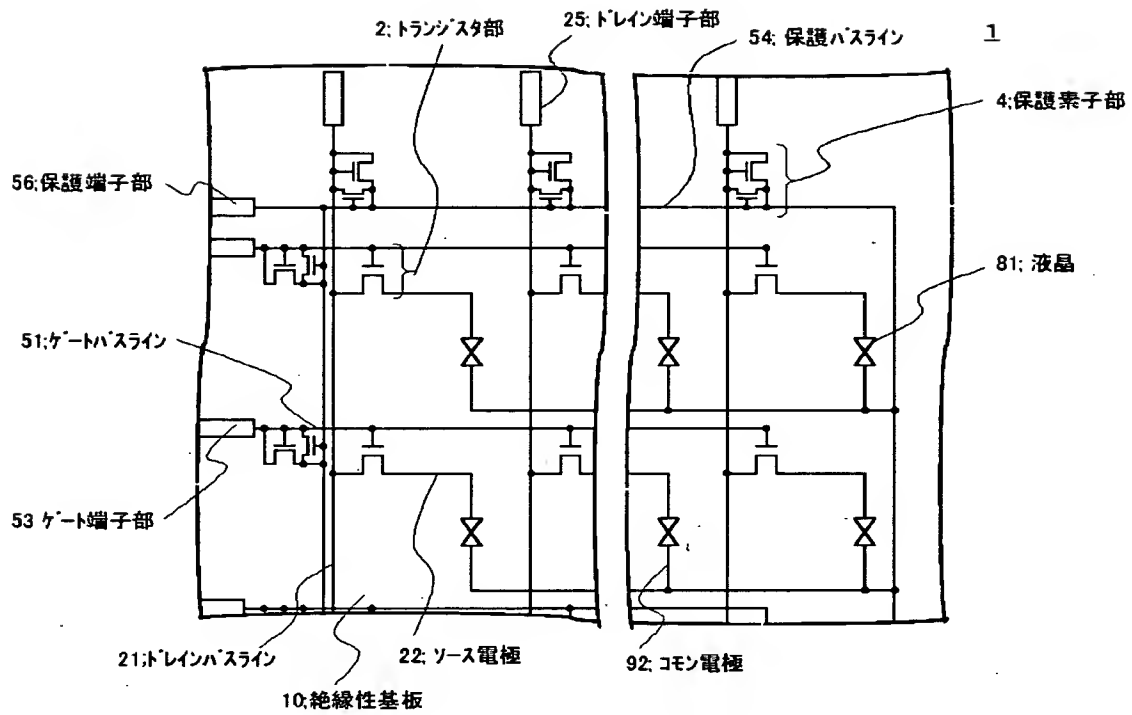 2; トランジスタ部
25; ドレイン端子部
54; 保護バスライン
1
4;保護素子部
56;保護端子部
81; 液晶
51;ゲートバスライン
53 ゲート端子部
21;ドレインバスライン
22; ソース電極
92;コモン電極
10;絶縁性基板